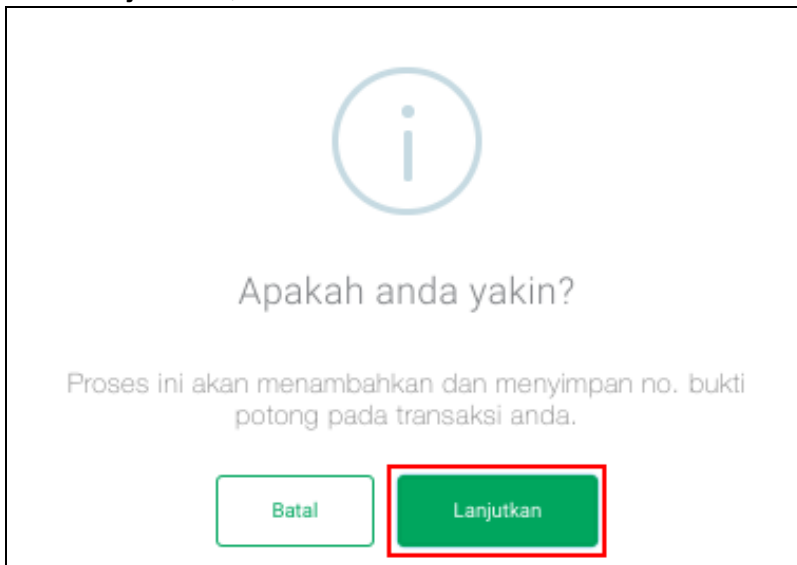 Apakah anda yakin?
Proses ini akan menambahkan dan menyimpan no. bukti
potong pada transaksi anda.
Batal
Lanjutkan